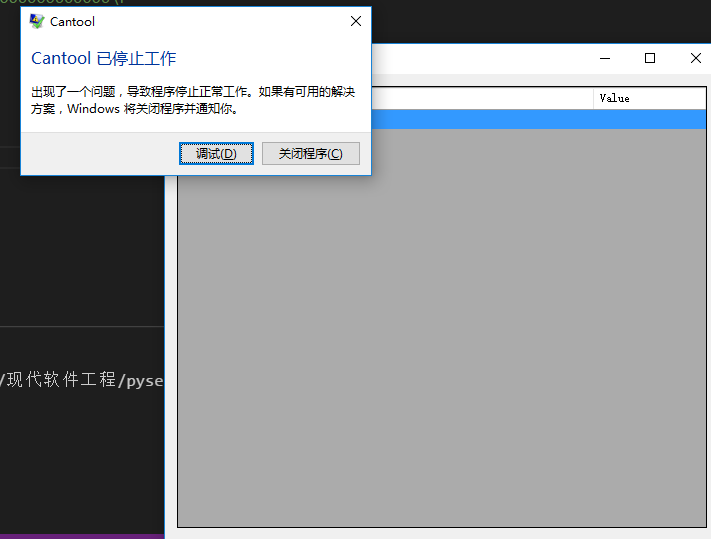 Cantool
Cantool 已停止工作
出现了一个问题，导致程序停止正常工作。如果有可用的解决
方案，Windows 将关闭程序并通知你。
调试(D)
关闭程序(C)
Value
/现代软件工程/pyse